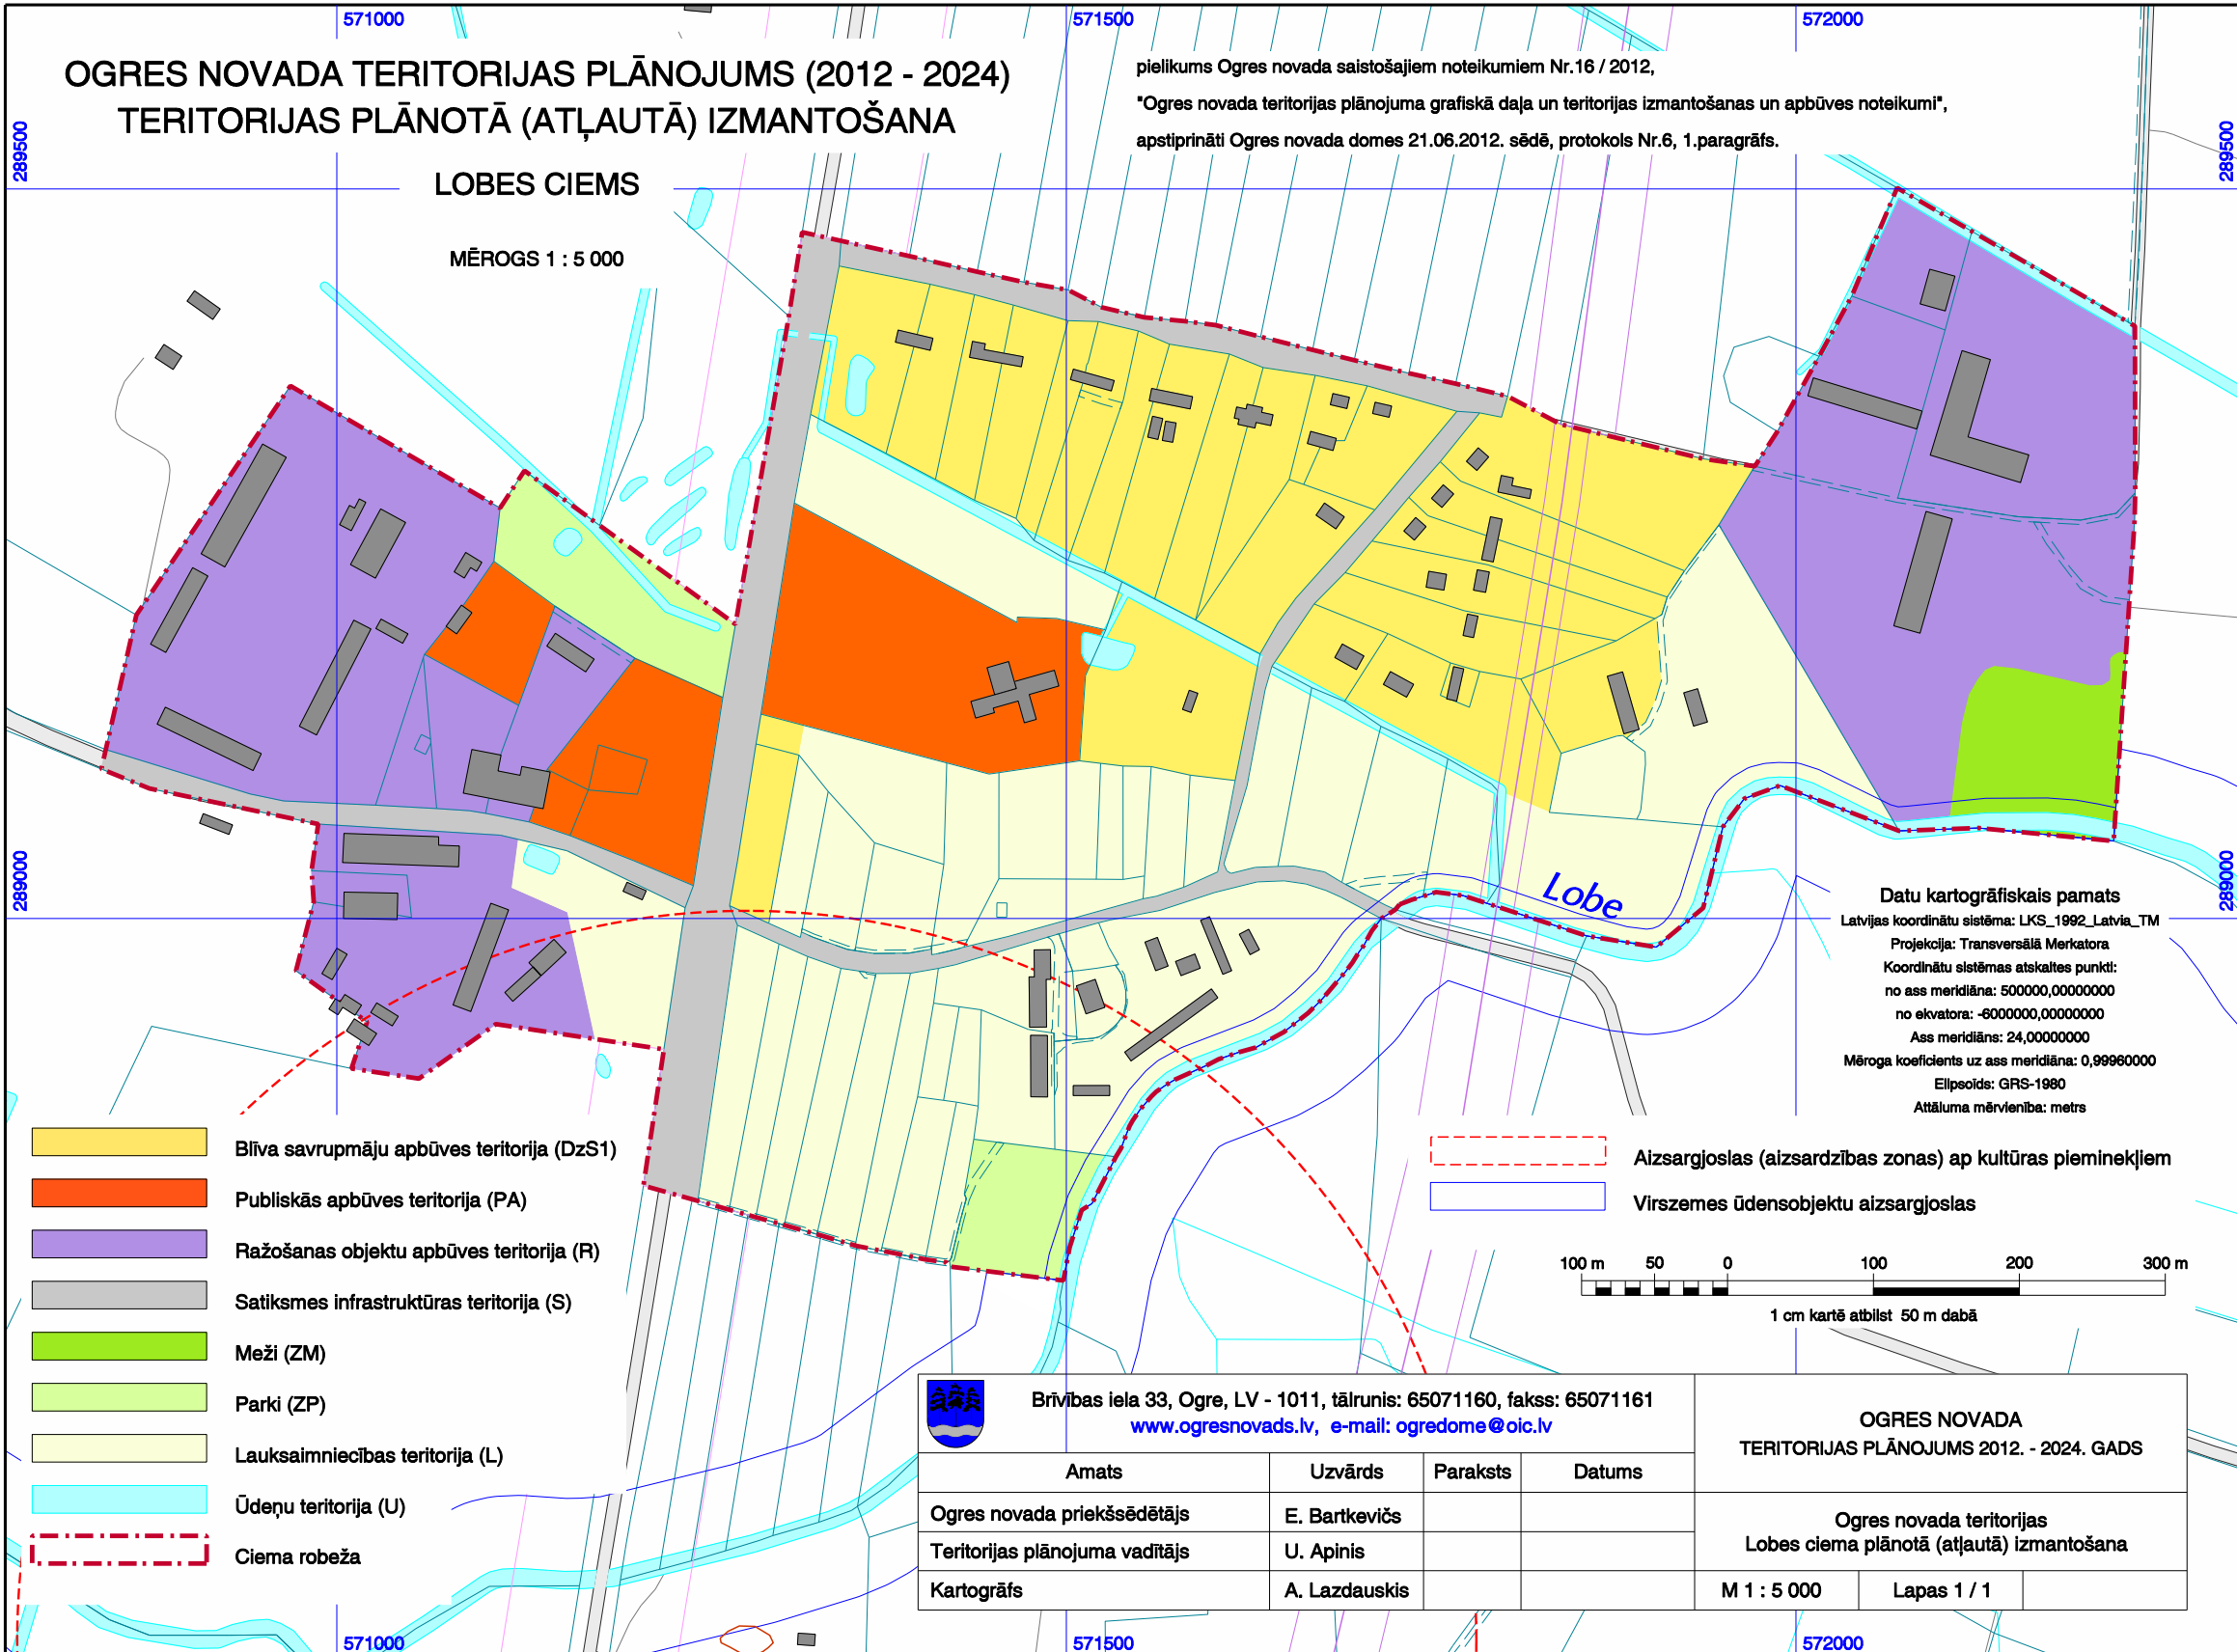 571000
571500
572000
OGRES NOVADA TERITORIJAS PLĀNOJUMS (2012 - 2024)
TERITORIJAS PLĀNOTĀ (ATĻAUTĀ) IZMANTOŠANA
LOBES CIEMS
MĒROGS 1 : 5 000
pielikums Ogres novada saistošajiem noteikumiem Nr.16 / 2012,
"Ogres novada teritorijas plānojuma grafiskā daļa un teritorijas izmantošanas un apbūves noteikumi",
apstiprināti Ogres novada domes 21.06.2012. sēdē, protokols Nr.6, 1.paragrāfs.
289500
289500
289000
289000
Lobe
Datu kartogrāfiskais pamats
Latvijas koordinātu sistēma: LKS_1992_Latvia_TM
Projekcija: Transversālā Merkatora
Koordinātu sistēmas atskaites punkti:
no ass meridiāna: 500000,00000000
no ekvatora: -6000000,00000000
Ass meridiāns: 24,00000000
Mēroga koeficients uz ass meridiāna: 0,99960000
Elipsoīds: GRS-1980
Attāluma mērvienība: metrs
Blīva savrupmāju apbūves teritorija (DzS1)
Publiskās apbūves teritorija (PA)
Ražošanas objektu apbūves teritorija (R)
Satiksmes infrastruktūras teritorija (S)
Meži (ZM)
Parki (ZP)
Lauksaimniecības teritorija (L)
Ūdeņu teritorija (U)
Ciema robeža
Aizsargjoslas (aizsardzības zonas) ap kultūras pieminekļiem
Virszemes ūdensobjektu aizsargjoslas
100 m 50 0 100 200 300 m
1 cm kartē atbilst 50 m dabā
Brīvības iela 33, Ogre, LV - 1011, tālrunis: 65071160, fakss: 65071161
www.ogresnovads.lv, e-mail: ogredome@oic.lv
OGRES NOVADA
TERITORIJAS PLĀNOJUMS 2012. - 2024. GADS
Amats Uzvārds Paraksts Datums
Ogres novada priekšsēdētājs E. Bartkevičs
Teritorijas plānojuma vadītājs U. Apinis
Kartogrāfs A. Lazdauskis
Ogres novada teritorijas
Lobes ciema plānotā (atļautā) izmantošana
M 1 : 5 000 Lapas 1 / 1
571000
571500
572000